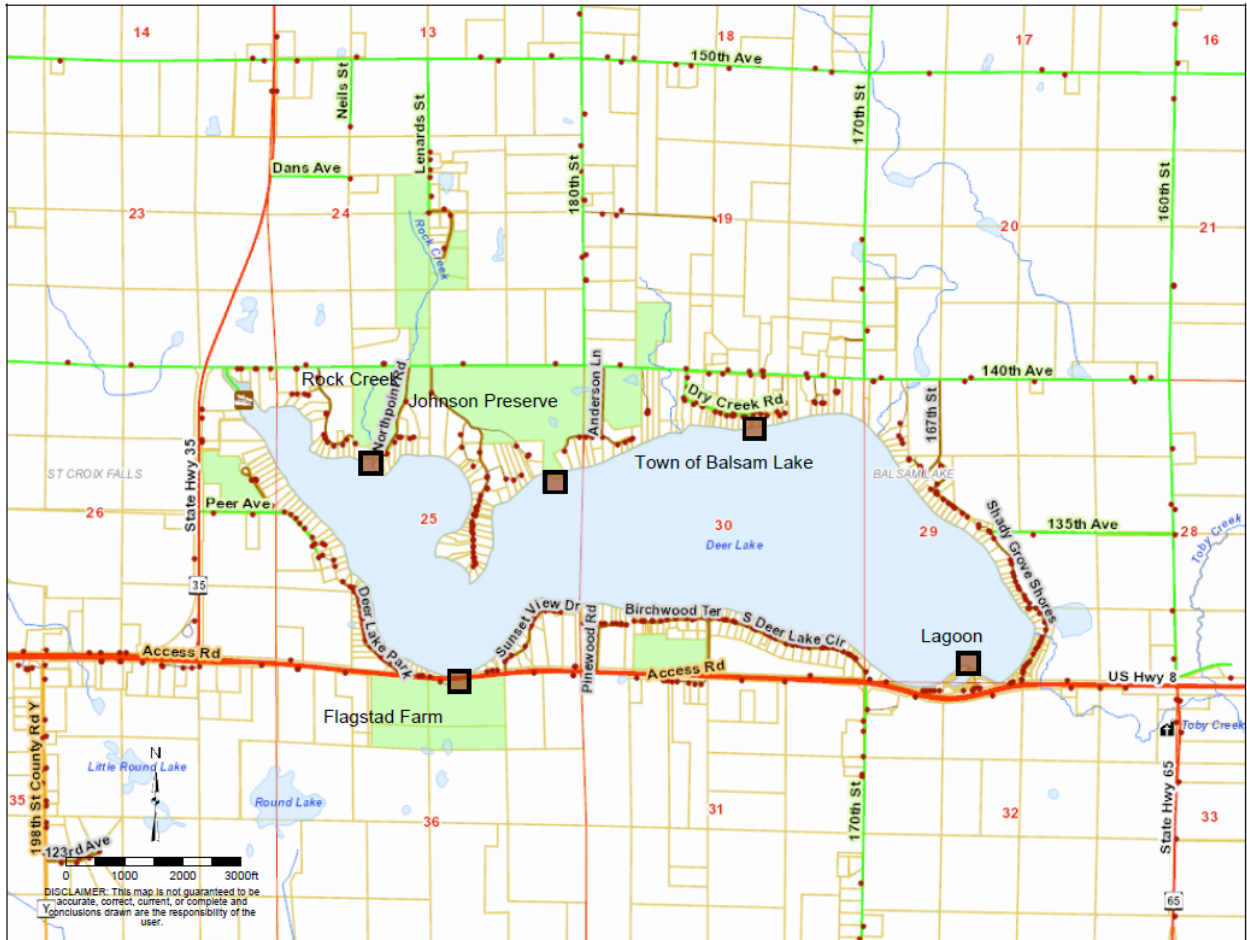 14
13
18
17
16
150th Ave
Neils St
Lenards St
180th St
170th St
160th St
Dans Ave
23
24
19
20
21
Rock Creek
140th Ave
Rock Creek
Northpoint Rd
Johnson Preserve
Anderson Ln
Dry Creek Rd
167th St
Town of Balsam Lake
ST CROIX FALLS
BALSAM LAKE
State Hwy 35
Peer Ave
26
25
30
29
28
Deer Lake
135th Ave
Shady Grove Shores
Toby Creek
35
Deer Lake Park
Sunset View Dr
Pinewood Rd
Birchwood Ter
S Deer Lake Cir
Lagoon
Access Rd
Access Rd
US Hwy 8
Flagstad Farm
Toby Creek
198th St County Rd Y
N
Little Round Lake
Round Lake
35
36
31
170th St
32
State Hwy 65
33
123rd Ave
0 1000 2000 3000ft
DISCLAIMER: This map is not guaranteed to be
accurate, correct, current, or complete and
conclusions drawn are the responsibility of the
user.
Y
65